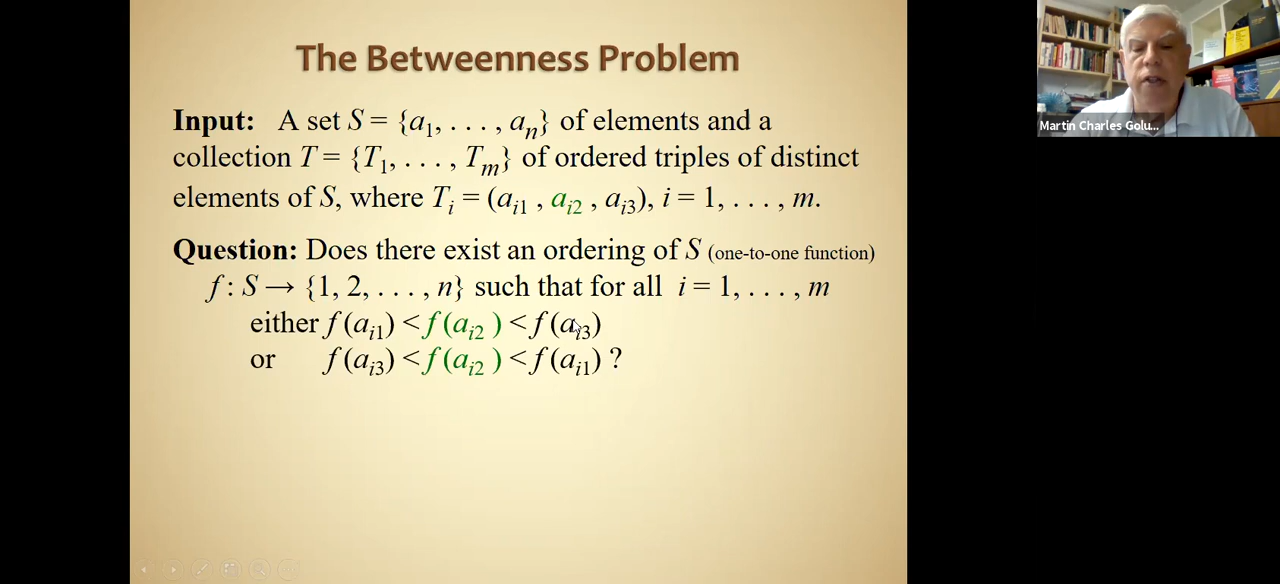 The Betweenness Problem
Input: A set S = {a₁, . . . , aₙ} of elements and a
collection T = {T₁, . . . , Tₘ} of ordered triples of distinct
elements of S, where Tᵢ = (aᵢ₁ , aᵢ₂ , aᵢ₃), i = 1, . . . , m.
Question: Does there exist an ordering of S (one-to-one function)
f : S → {1, 2, . . . , n} such that for all i = 1, . . . , m
either f (aᵢ₁) < f (aᵢ₂ ) < f (aᵢ₃)
or f (aᵢ₃) < f (aᵢ₂ ) < f (aᵢ₁) ?
Martin Charles Golu...